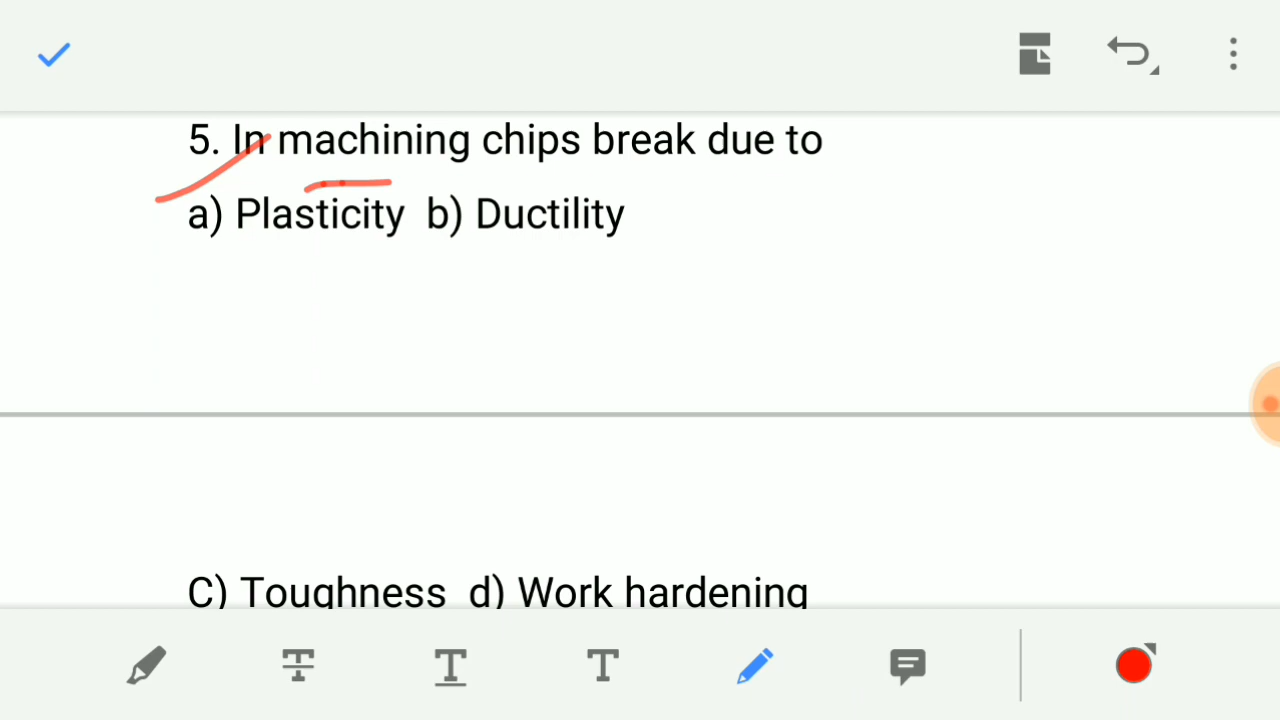 5. In machining chips break due to
a) Plasticity b) Ductility
C) Toughness d) Work hardening